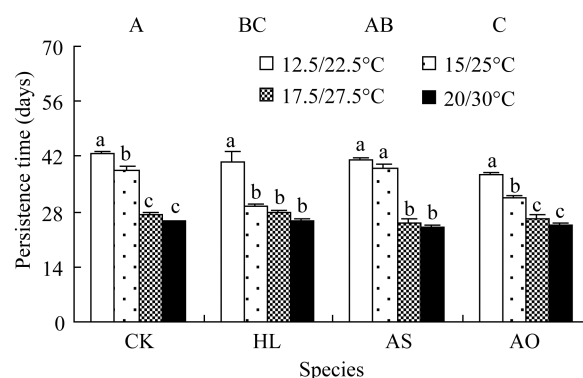 A BC AB C
70
56
42
28
14
0
Persistence time (days)
12.5/22.5°C 15/25°C
17.5/27.5°C 20/30°C
a b c c
a b b b
a a b b
a b c c
CK HL AS AO
Species